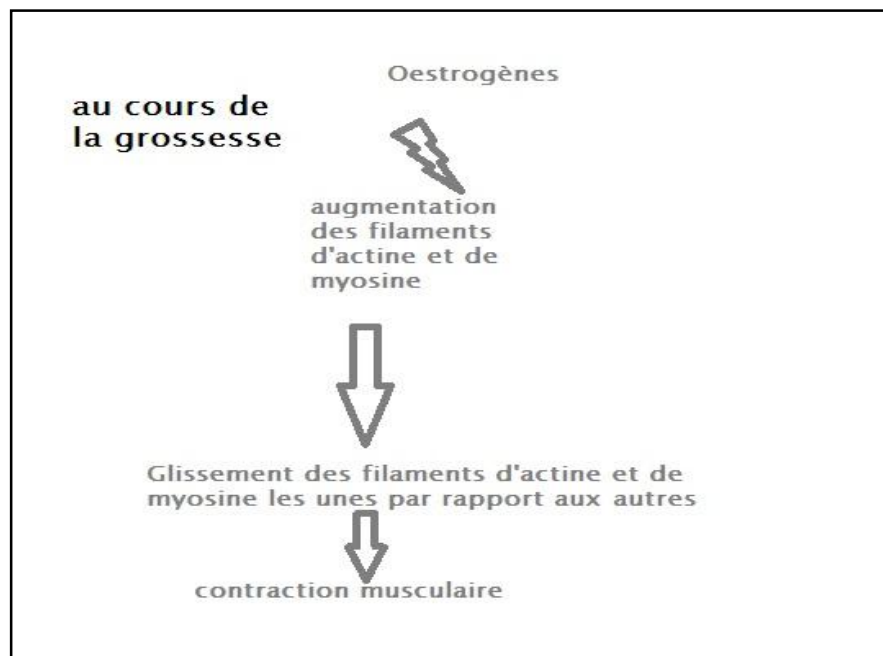 Oestrogènes
au cours de
la grossesse
augmentation
des filaments
d'actine et de
myosine
Glissement des filaments d'actine et de
myosine les unes par rapport aux autres
contraction musculaire